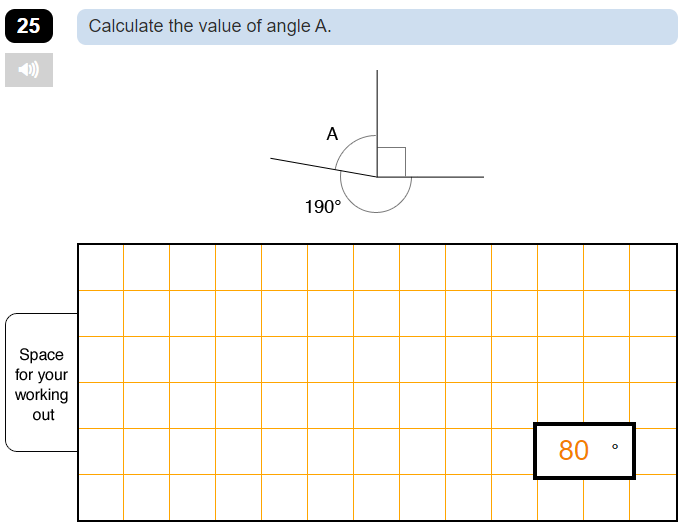 25
Calculate the value of angle A.
A
190°
Space
for your
working
out
80 °